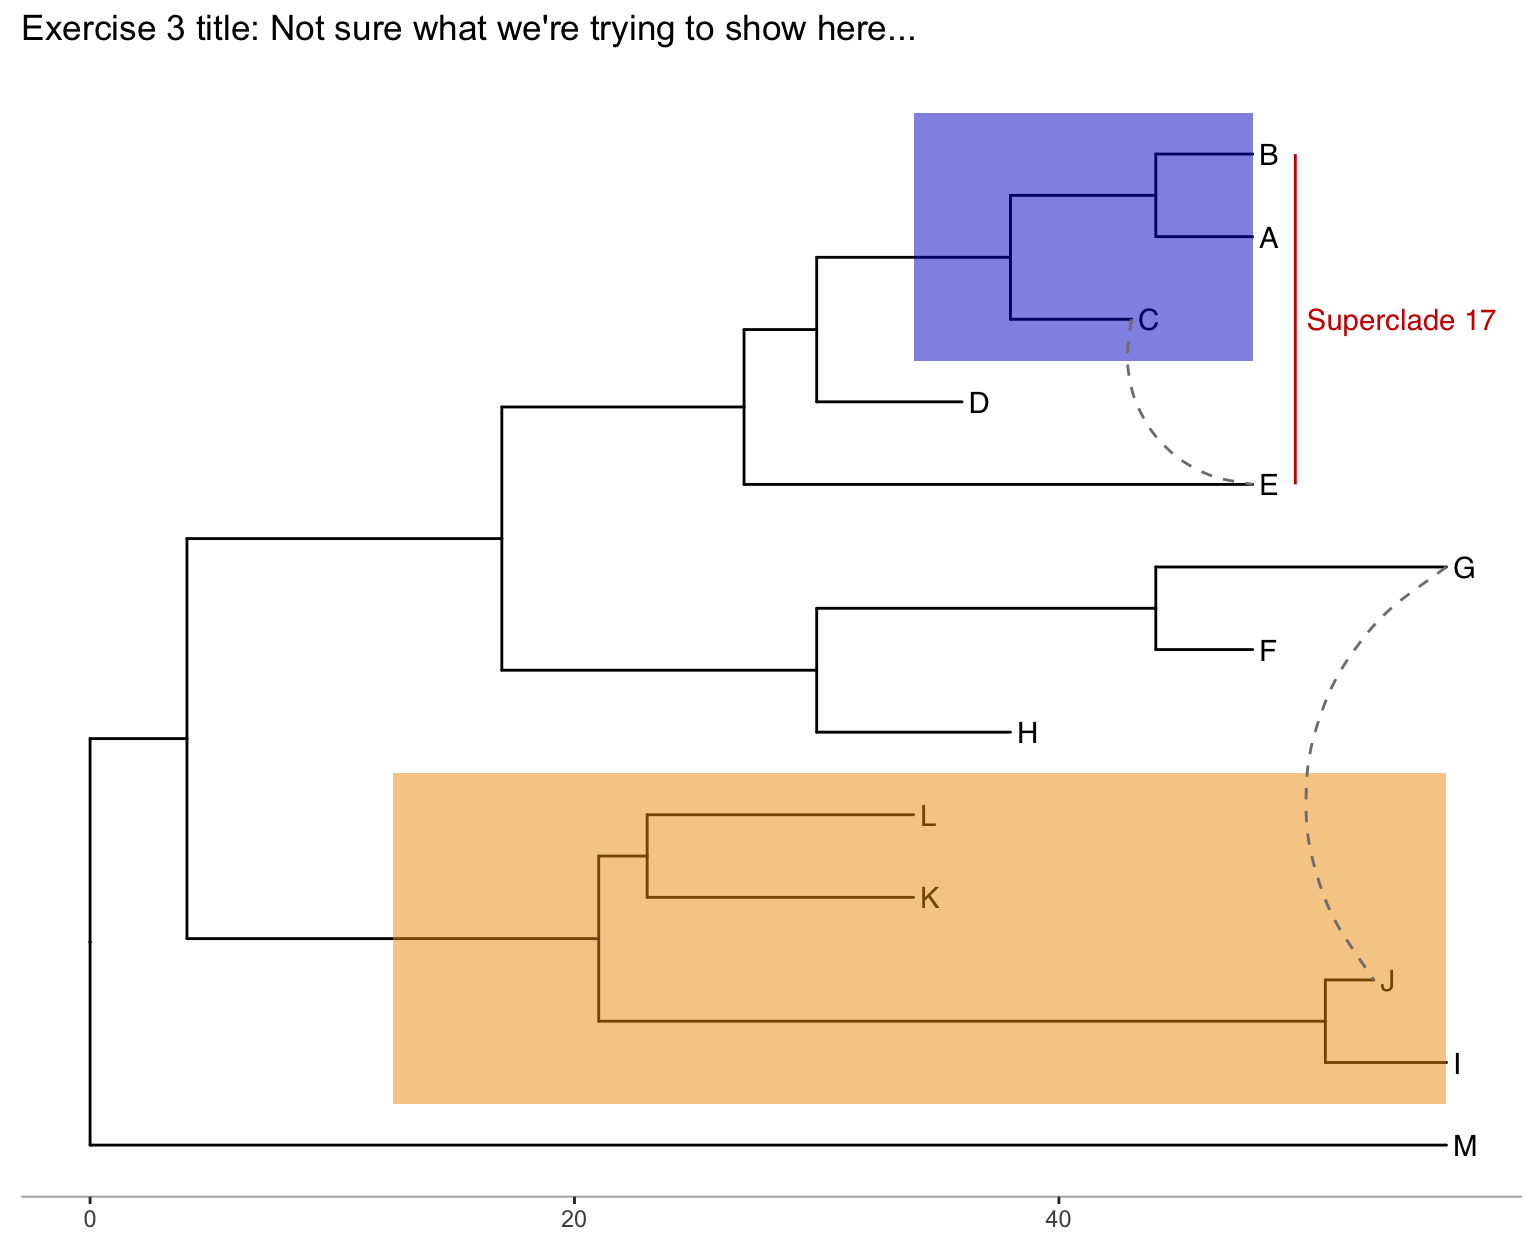 Exercise 3 title: Not sure what we're trying to show here...
B
A
C
Superclade 17
D
E
G
F
H
L
K
J
I
M
0 20 40